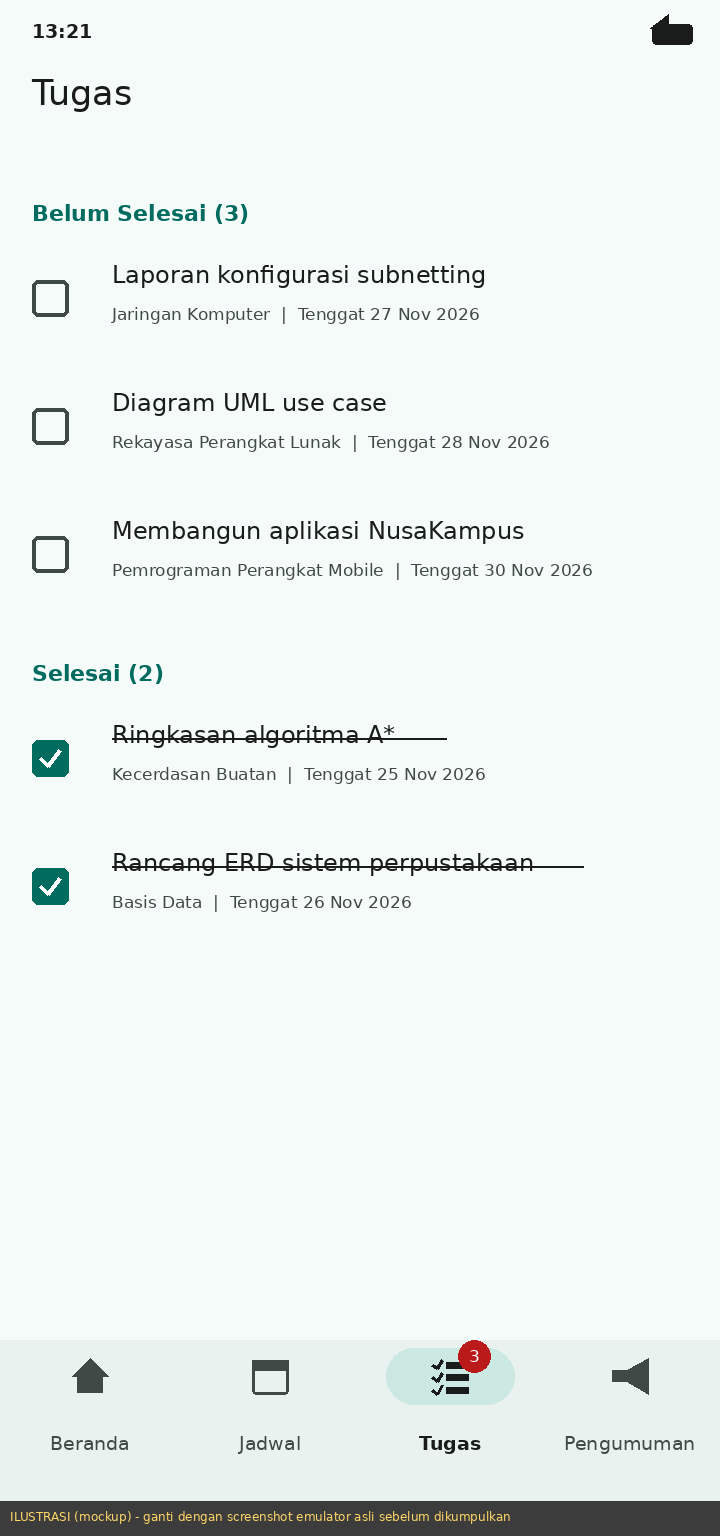 13:21
Tugas
Belum Selesai (3)
Laporan konfigurasi subnetting
Jaringan Komputer | Tenggat 27 Nov 2026
Diagram UML use case
Rekayasa Perangkat Lunak | Tenggat 28 Nov 2026
Membangun aplikasi NusaKampus
Pemrograman Perangkat Mobile | Tenggat 30 Nov 2026
Selesai (2)
Ringkasan algoritma A*
Kecerdasan Buatan | Tenggat 25 Nov 2026
Rancang ERD sistem perpustakaan
Basis Data | Tenggat 26 Nov 2026
3
Beranda
Jadwal
Tugas
Pengumuman
ILUSTRASI (mockup) - ganti dengan screenshot emulator asli sebelum dikumpulkan